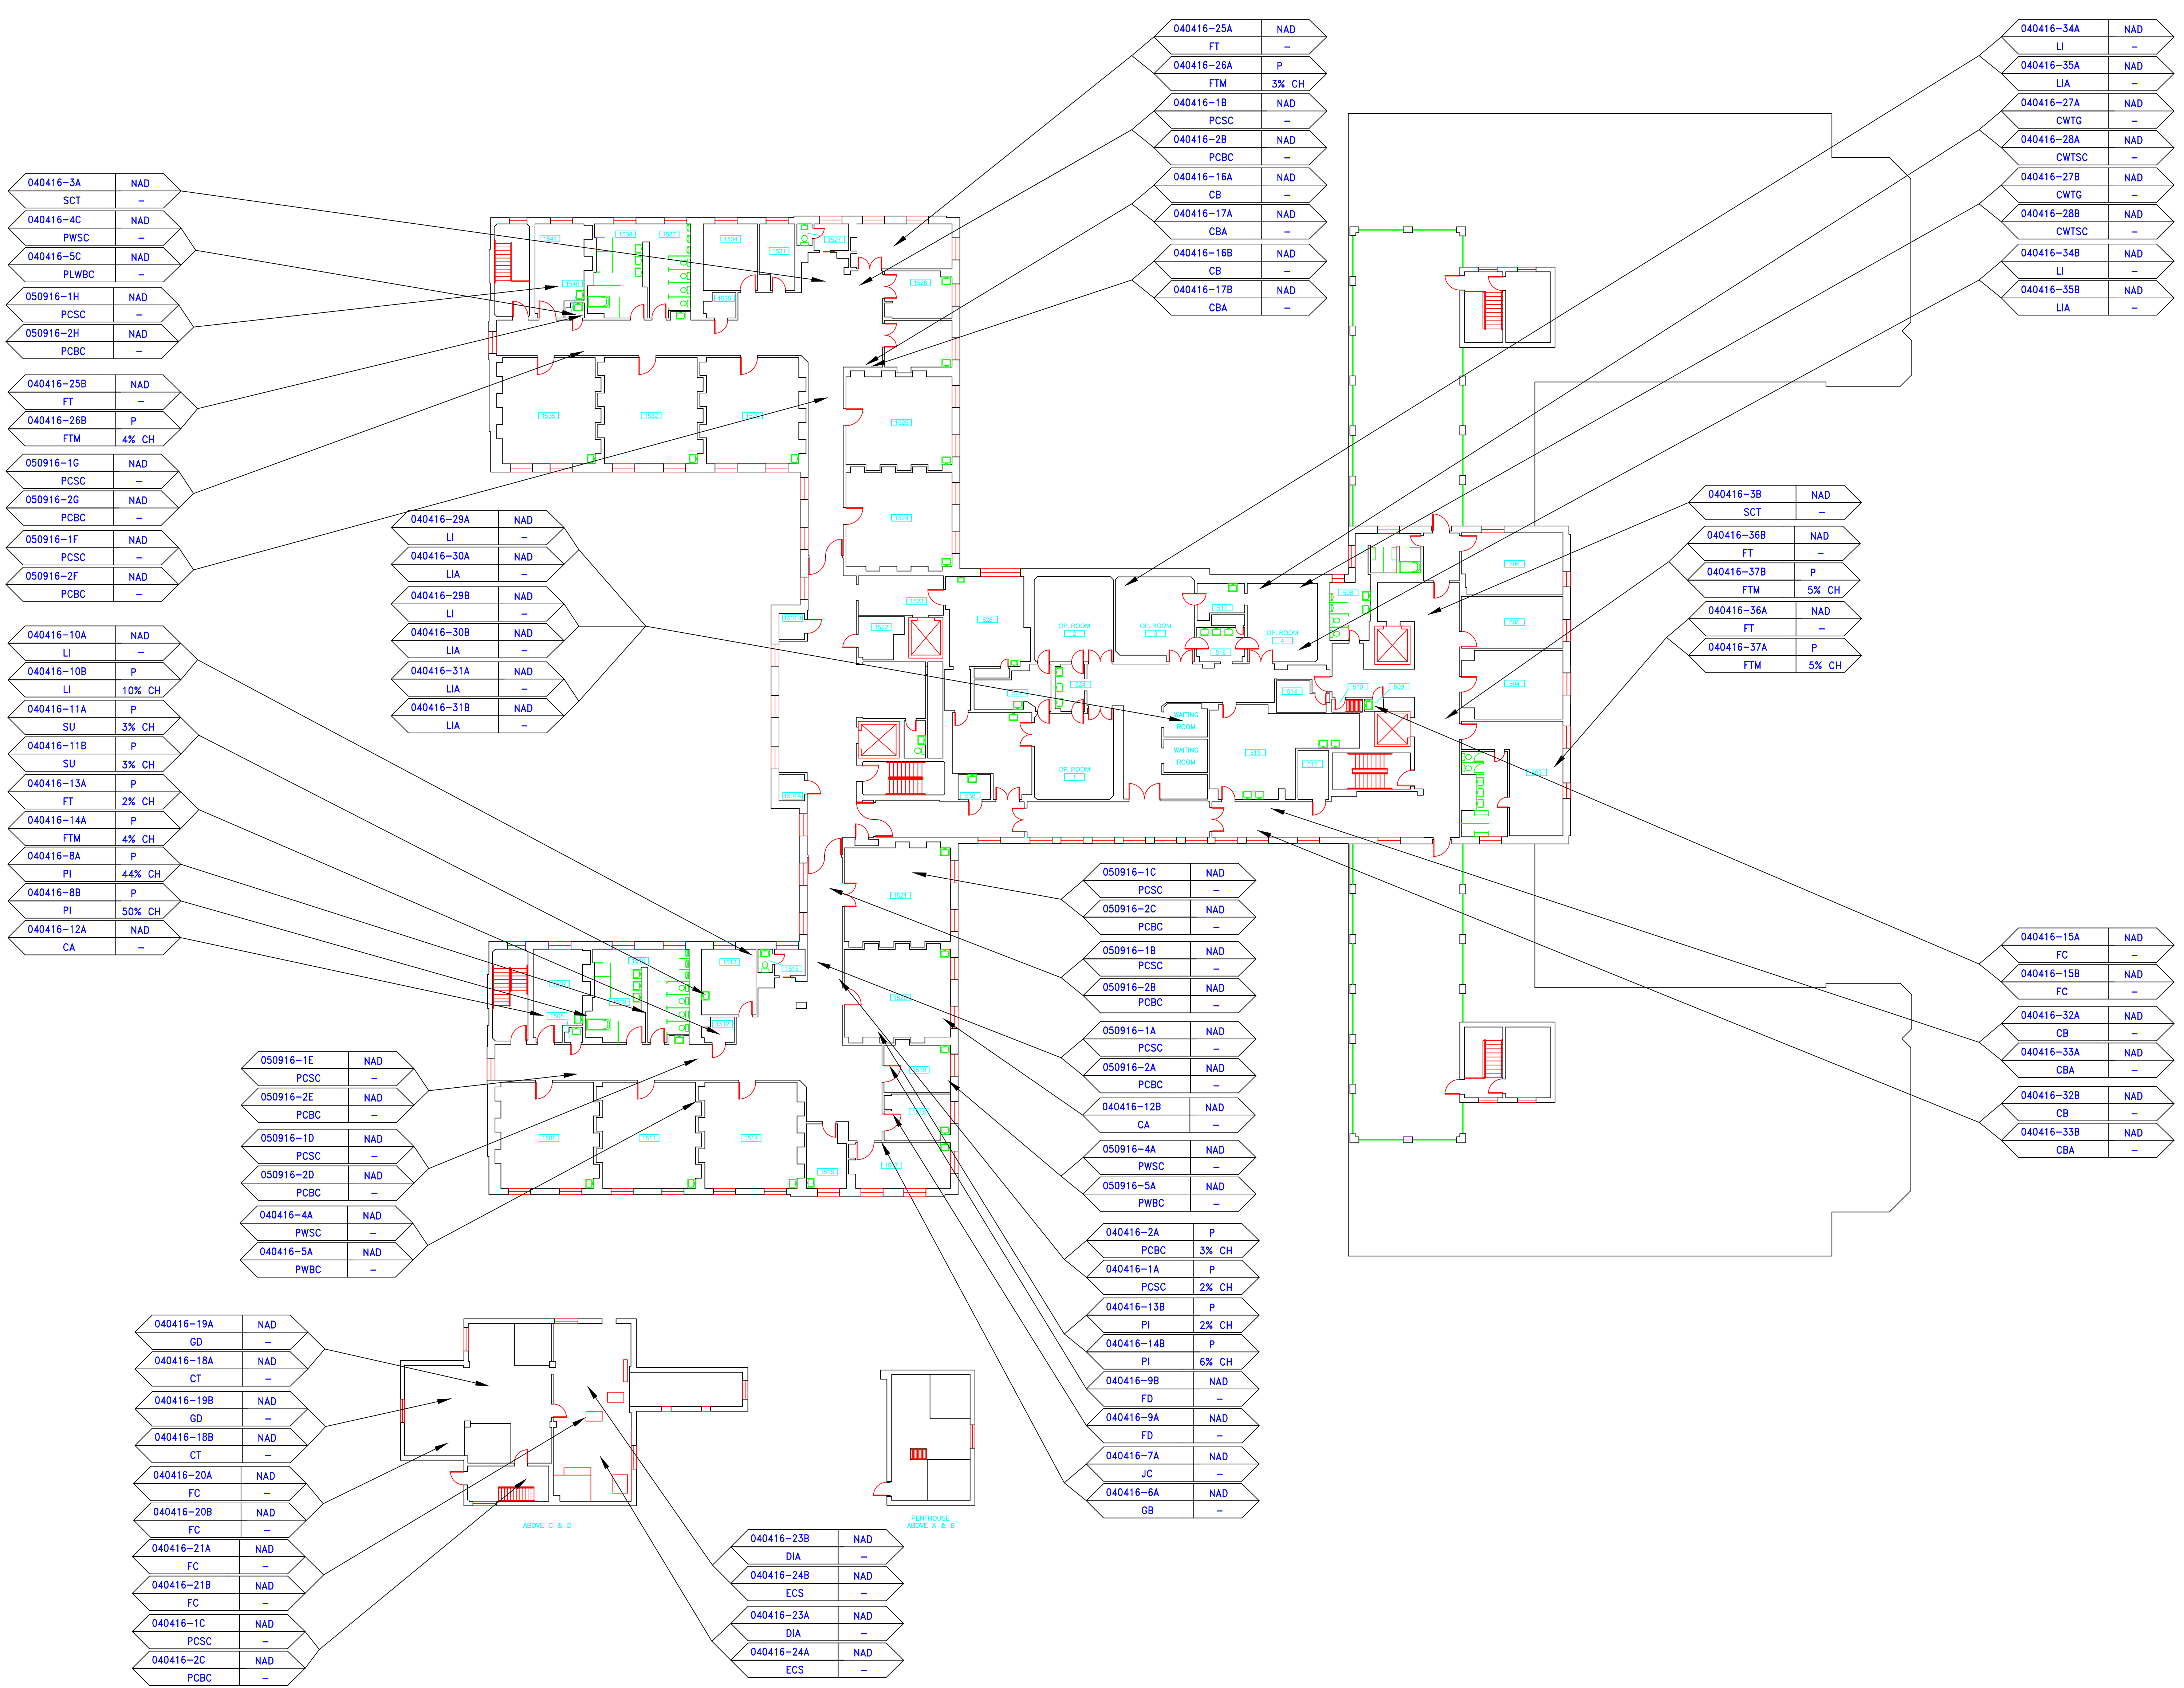 040416-25A NAD
FT -
040416-26A P
FTM 3% CH
040416-1B NAD
PCSC -
040416-2B NAD
PCBC -
040416-16A NAD
CB -
040416-17A NAD
CBA -
040416-16B NAD
CB -
040416-17B NAD
CBA -
040416-34A NAD
LI -
040416-35A NAD
LIA -
040416-27A NAD
CWTG -
040416-28A NAD
CWTSC -
040416-27B NAD
CWTG -
040416-28B NAD
CWTSC -
040416-34B NAD
LI -
040416-35B NAD
LIA -
040416-3A NAD
SCT -
040416-4C NAD
PWSC -
040416-5C NAD
PLWBC -
050916-1H NAD
PCSC -
050916-2H NAD
PCBC -
040416-25B NAD
FT -
040416-26B P
FTM 4% CH
050916-1G NAD
PCSC -
050916-2G NAD
PCBC -
050916-1F NAD
PCSC -
050916-2F NAD
PCBC -
040416-29A NAD
LI -
040416-30A NAD
LIA -
040416-29B NAD
LI -
040416-30B NAD
LIA -
040416-31A NAD
LIA -
040416-31B NAD
LIA -
040416-3B NAD
SCT -
040416-36B NAD
FT -
040416-37B P
FTM 5% CH
040416-36A NAD
FT -
040416-37A P
FTM 5% CH
040416-10A NAD
LI -
040416-10B P
LI 10% CH
040416-11A P
SU 3% CH
040416-11B P
SU 3% CH
040416-13A P
FT 2% CH
040416-14A P
FTM 4% CH
040416-8A P
PI 44% CH
040416-8B P
PI 50% CH
040416-12A NAD
CA -
1527
1526
1525
1524
1523
1522
OP. ROOM
OP. ROOM
OP. ROOM
4
WAITING
ROOM
WAITING
ROOM
OP. ROOM
517
516
513
504
1521
1514
050916-1C NAD
PCSC -
050916-2C NAD
PCBC -
050916-1B NAD
PCSC -
050916-2B NAD
PCBC -
050916-1A NAD
PCSC -
050916-2A NAD
PCBC -
040416-12B NAD
CA -
050916-4A NAD
PWSC -
050916-5A NAD
PWBC -
040416-2A P
PCBC 3% CH
040416-1A P
PCSC 2% CH
040416-13B P
PI 2% CH
040416-14B P
PI 6% CH
040416-9B NAD
FD -
040416-9A NAD
FD -
040416-7A NAD
JC -
040416-6A NAD
GB -
040416-15A NAD
FC -
040416-15B NAD
FC -
040416-32A NAD
CB -
040416-33A NAD
CBA -
040416-32B NAD
CB -
040416-33B NAD
CBA -
050916-1E NAD
PCSC -
050916-2E NAD
PCBC -
050916-1D NAD
PCSC -
050916-2D NAD
PCBC -
040416-4A NAD
PWSC -
040416-5A NAD
PWBC -
040416-19A NAD
GD -
040416-18A NAD
CT -
040416-19B NAD
GD -
040416-18B NAD
CT -
040416-20A NAD
FC -
040416-20B NAD
FC -
040416-21A NAD
FC -
040416-21B NAD
FC -
040416-1C NAD
PCSC -
040416-2C NAD
PCBC -
ABOVE C & D
PENTHOUSE
ABOVE A & B
040416-23B NAD
DIA -
040416-24B NAD
ECS -
040416-23A NAD
DIA -
040416-24A NAD
ECS -